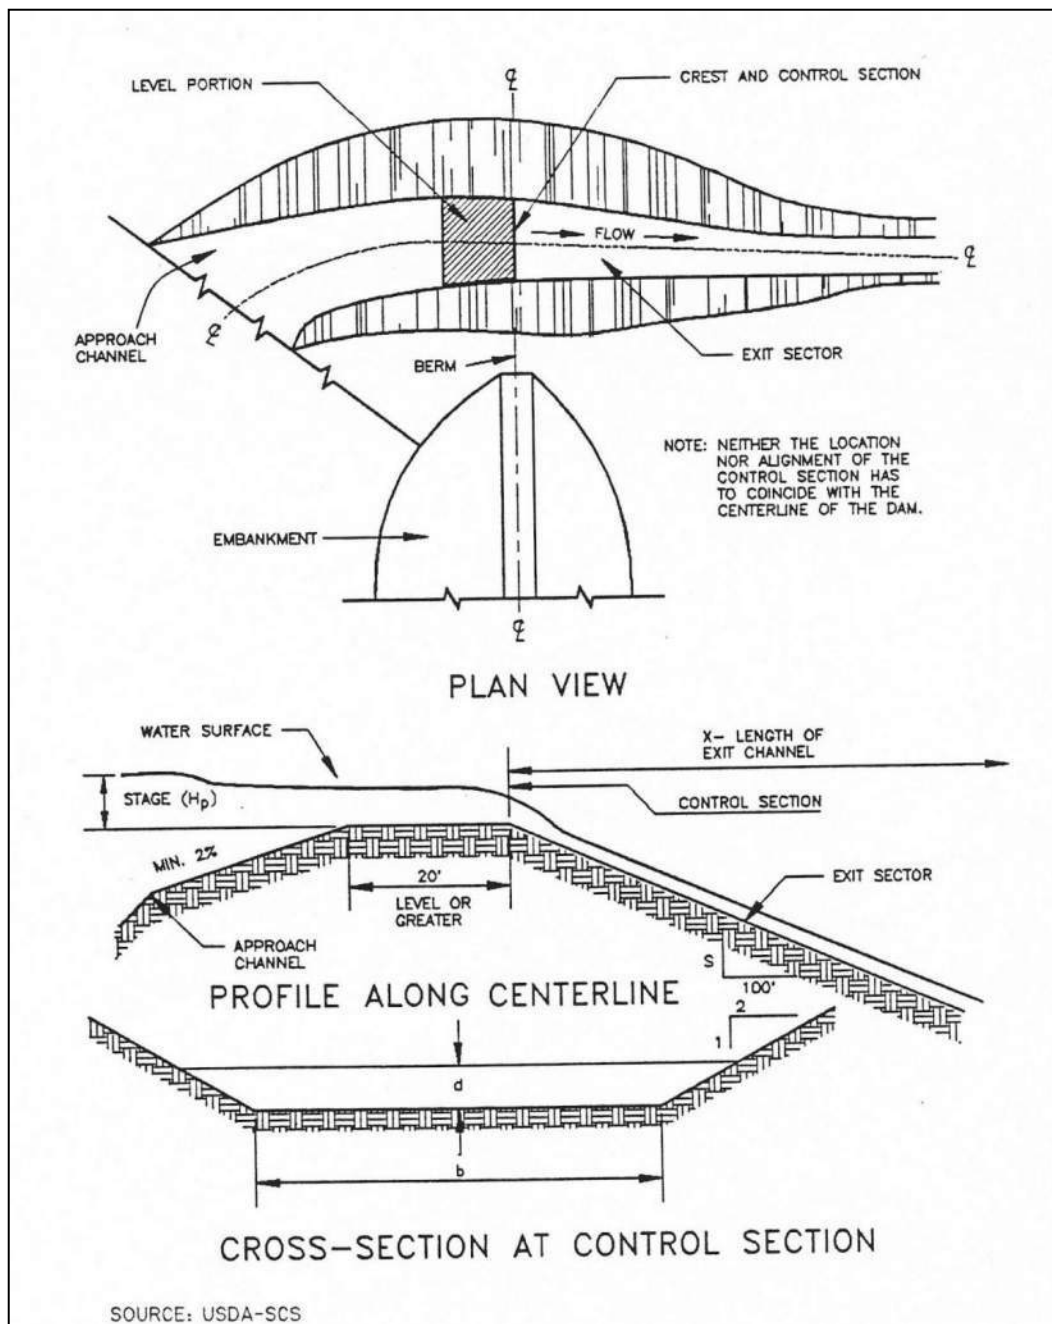 ℄
LEVEL PORTION
CREST AND CONTROL SECTION
FLOW
℄
℄
APPROACH
CHANNEL
BERM
EXIT SECTOR
NOTE: NEITHER THE LOCATION
NOR ALIGNMENT OF THE
CONTROL SECTION HAS
TO COINCIDE WITH THE
CENTERLINE OF THE DAM.
EMBANKMENT
℄
PLAN VIEW
WATER SURFACE
X- LENGTH OF
EXIT CHANNEL
STAGE (Hp)
CONTROL SECTION
MIN. 2%
20'
LEVEL OR
GREATER
EXIT SECTOR
APPROACH
CHANNEL
S
100'
PROFILE ALONG CENTERLINE
2
1
d
b
CROSS-SECTION AT CONTROL SECTION
SOURCE: USDA-SCS